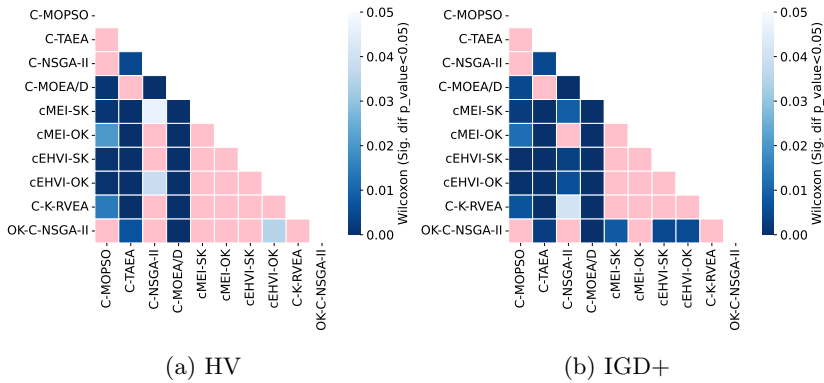 C-MOPSO
C-TAEA
C-NSGA-II
C-MOEA/D
cMEI-SK
cMEI-OK
cEHVI-SK
cEHVI-OK
C-K-RVEA
OK-C-NSGA-II
C-MOPSO
C-TAEA
C-NSGA-II
C-MOEA/D
cMEI-SK
cMEI-OK
cEHVI-SK
cEHVI-OK
C-K-RVEA
OK-C-NSGA-II
0.05
0.04
0.03
0.02
0.01
0.00
Wilcoxon (Sig. dif p_value<0.05)
(a) HV
C-MOPSO
C-TAEA
C-NSGA-II
C-MOEA/D
cMEI-SK
cMEI-OK
cEHVI-SK
cEHVI-OK
C-K-RVEA
OK-C-NSGA-II
C-MOPSO
C-TAEA
C-NSGA-II
C-MOEA/D
cMEI-SK
cMEI-OK
cEHVI-SK
cEHVI-OK
C-K-RVEA
OK-C-NSGA-II
0.05
0.04
0.03
0.02
0.01
0.00
Wilcoxon (Sig. dif p_value<0.05)
(b) IGD+